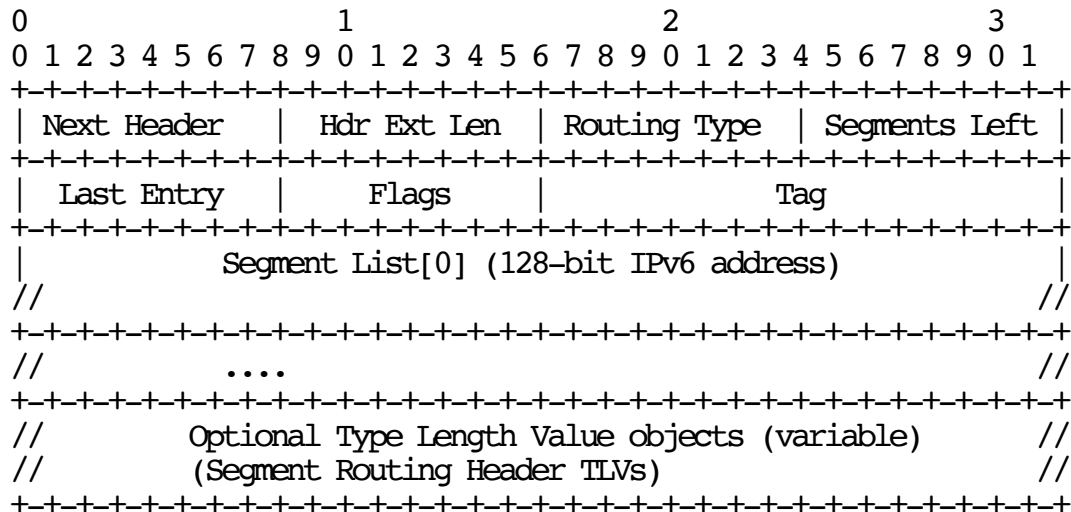 0                   1                   2                   3
0 1 2 3 4 5 6 7 8 9 0 1 2 3 4 5 6 7 8 9 0 1 2 3 4 5 6 7 8 9 0 1
+-+-+-+-+-+-+-+-+-+-+-+-+-+-+-+-+-+-+-+-+-+-+-+-+-+-+-+-+-+-+-+-+
| Next Header   |  Hdr Ext Len  | Routing Type  | Segments Left |
+-+-+-+-+-+-+-+-+-+-+-+-+-+-+-+-+-+-+-+-+-+-+-+-+-+-+-+-+-+-+-+-+
|  Last Entry   |     Flags     |              Tag              |
+-+-+-+-+-+-+-+-+-+-+-+-+-+-+-+-+-+-+-+-+-+-+-+-+-+-+-+-+-+-+-+-+
|            Segment List[0] (128-bit IPv6 address)             |
//                                                             //
+-+-+-+-+-+-+-+-+-+-+-+-+-+-+-+-+-+-+-+-+-+-+-+-+-+-+-+-+-+-+-+-+
//           ....                                              //
+-+-+-+-+-+-+-+-+-+-+-+-+-+-+-+-+-+-+-+-+-+-+-+-+-+-+-+-+-+-+-+-+
//         Optional Type Length Value objects (variable)       //
//         (Segment Routing Header TLVs)                       //
+-+-+-+-+-+-+-+-+-+-+-+-+-+-+-+-+-+-+-+-+-+-+-+-+-+-+-+-+-+-+-+-+